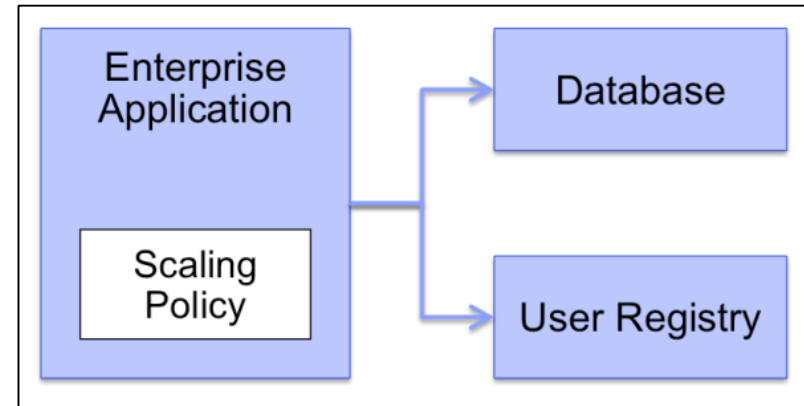 Enterprise
Application
Scaling
Policy
Database
User Registry